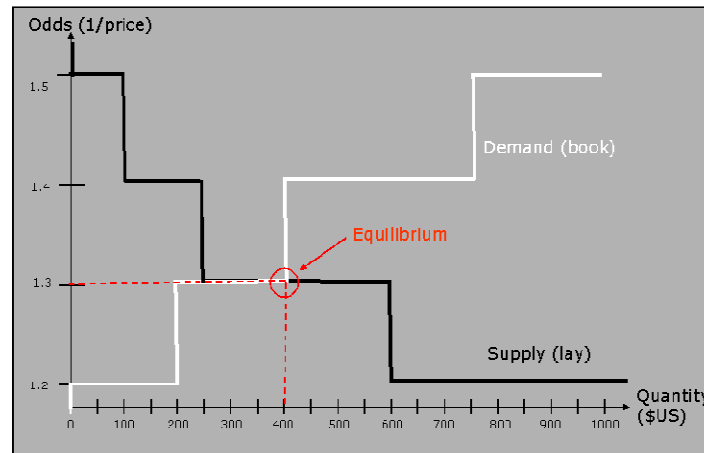 Odds (1/price)
1.5
Demand (book)
1.4
Equilibrium
1.3
Supply (lay)
1.2
Quantity
($US)
0 100 200 300 400 500 600 700 800 900 1000